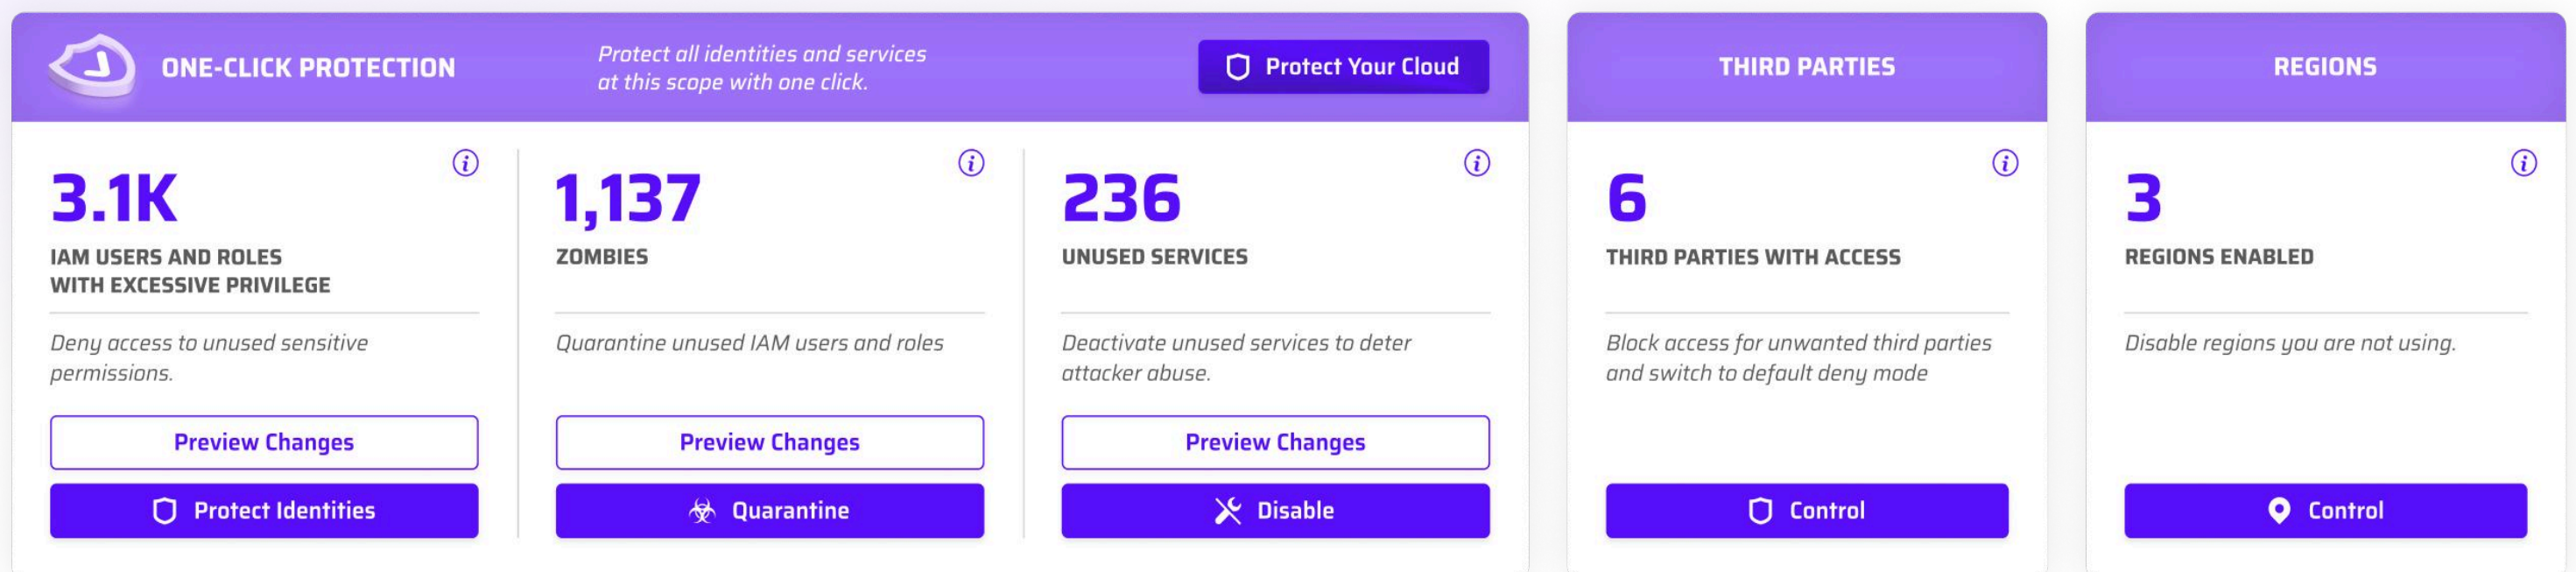 ONE-CLICK PROTECTION
Protect all identities and services
at this scope with one click.
Protect Your Cloud
3.1K
IAM USERS AND ROLES
WITH EXCESSIVE PRIVILEGE
Deny access to unused sensitive
permissions.
Preview Changes
Protect Identities
1,137
ZOMBIES
Quarantine unused IAM users and roles
Preview Changes
Quarantine
236
UNUSED SERVICES
Deactivate unused services to deter
attacker abuse.
Preview Changes
Disable
THIRD PARTIES
6
THIRD PARTIES WITH ACCESS
Block access for unwanted third parties
and switch to default deny mode
Control
REGIONS
3
REGIONS ENABLED
Disable regions you are not using.
Control